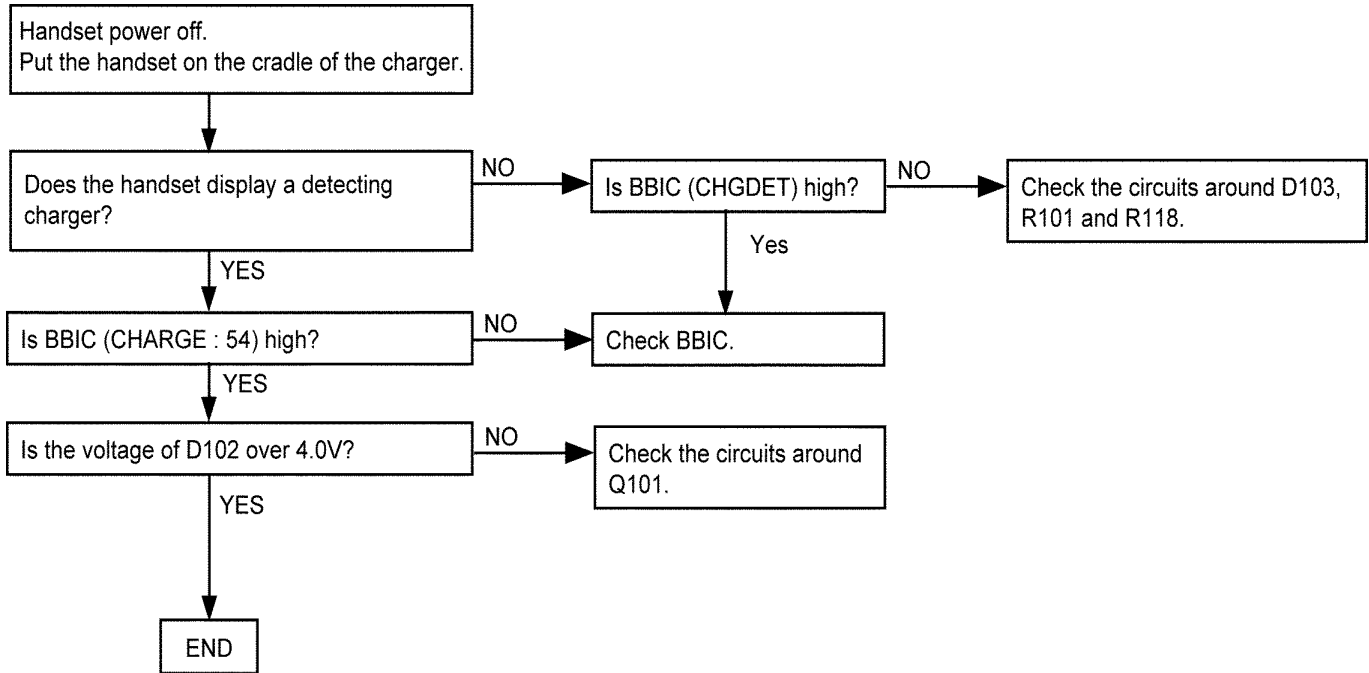 Handset power off.
Put the handset on the cradle of the charger.
Does the handset display a detecting
charger?
NO
Is BBIC (CHGDET) high?
NO
Check the circuits around D103,
R101 and R118.
YES
Yes
Is BBIC (CHARGE : 54) high?
NO
Check BBIC.
YES
Is the voltage of D102 over 4.0V?
NO
Check the circuits around
Q101.
YES
END